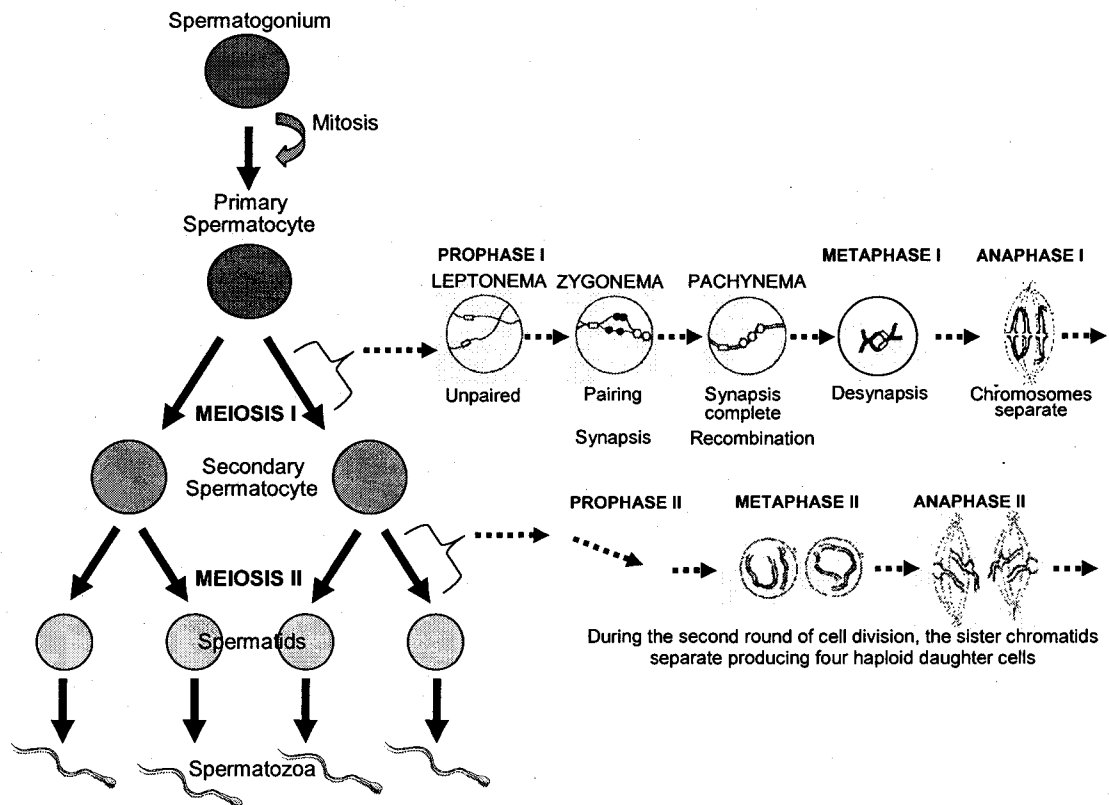 Spermatogonium
Mitosis
Primary
Spermatocyte
PROPHASE I
METAPHASE I
ANAPHASE I
LEPTONEMA
ZYGONEMA
PACHYNEMA
Unpaired
Pairing
Synapsis
complete
Desynapsis
Chromosomes
separate
Synapsis
Recombination
MEIOSIS I
Secondary
Spermatocyte
PROPHASE II
METAPHASE II
ANAPHASE II
MEIOSIS II
Spermatids
During the second round of cell division, the sister chromatids
separate producing four haploid daughter cells
Spermatozoa